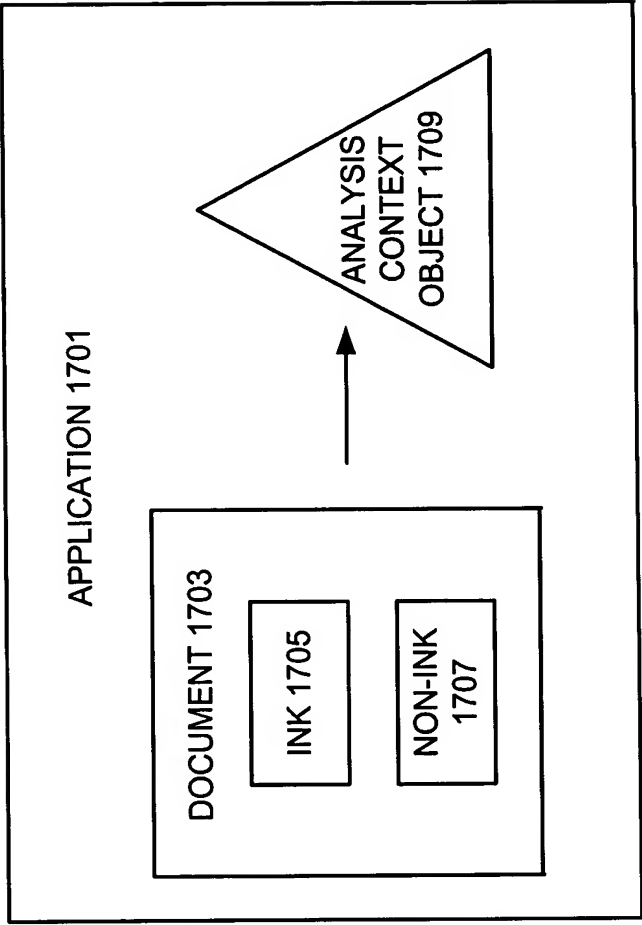 APPLICATION 1701
DOCUMENT 1703
INK 1705
NON-INK
1707
ANALYSIS
CONTEXT
OBJECT 1709